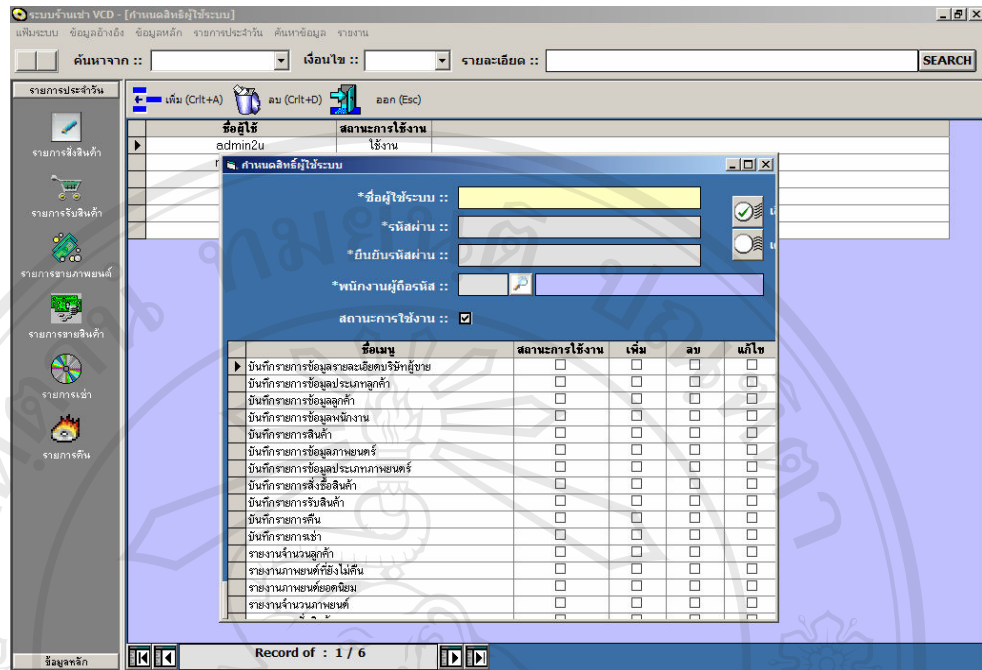 ระบบร้านเช่า VCD - [กำหนดสิทธิผู้ใช้ระบบ]
แฟ้มระบบ ข้อมูลอ้างอิง ข้อมูลหลัก รายการประจำวัน ค้นหาข้อมูล รายงาน
ค้นหาจาก :: เงื่อนไข :: รายละเอียด :: SEARCH
รายการประจำวัน
เพิ่ม (Crlt+A) ลบ (Crlt+D) ออก (Esc)
ชื่อผู้ใช้ สถานะการใช้งาน
admin2u ใช้งาน
กำหนดสิทธิ์ผู้ใช้ระบบ
*ชื่อผู้ใช้ระบบ ::
*รหัสผ่าน ::
*ยืนยันรหัสผ่าน ::
*พนักงานผู้ถือรหัส ::
สถานะการใช้งาน ::
ชื่อเมนู สถานะการใช้งาน เพิ่ม ลบ แก้ไข
บันทึกรายการข้อมูลรายละเอียดบริษัทผู้ขาย
บันทึกรายการข้อมูลประเภทลูกค้า
บันทึกรายการข้อมูลลูกค้า
บันทึกรายการข้อมูลพนักงาน
บันทึกรายการสินค้า
บันทึกรายการข้อมูลภาพยนตร์
บันทึกรายการข้อมูลประเภทภาพยนตร์
บันทึกรายการสั่งซื้อสินค้า
บันทึกรายการรับสินค้า
บันทึกรายการคืน
บันทึกรายการเช่า
รายงานจำนวนลูกค้า
รายงานภาพยนต์ที่ยังไม่คืน
รายงานภาพยนต์ยอดนิยม
รายงานจำนวนภาพยนต์
รายการสั่งสินค้า
รายการรับสินค้า
รายการขายภาพยนต์
รายการขายสินค้า
รายการเช่า
รายการคืน
ข้อมูลหลัก
Record of : 1 / 6